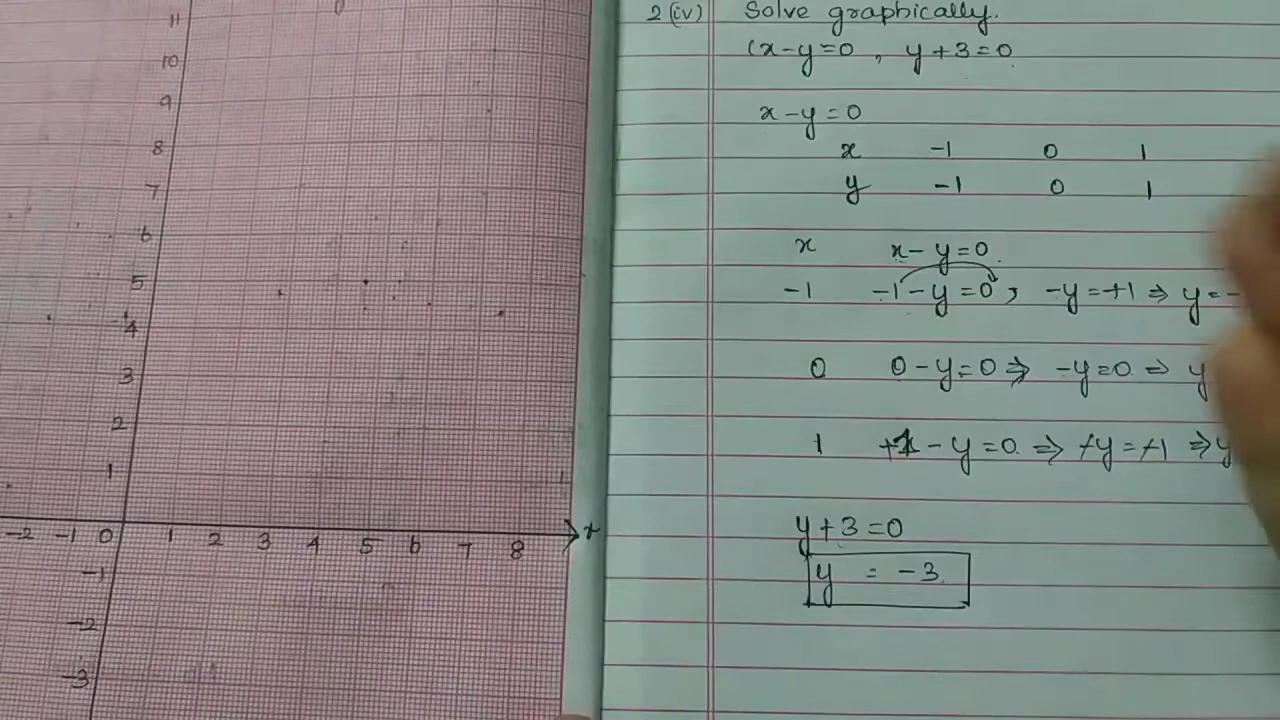 11
10
9
8
7
6
5
4
3
2
1
-2 -1 0 1 2 3 4 5 6 7 8 x
-1
-2
-3
2(iv) Solve graphically.
(x-y=0 , y+3=0.
x-y=0
x -1 0 1
y -1 0 1
x x-y=0.
-1 -1-y=0, -y=+1 ⇒ y=-
0 0-y=0 ⇒ -y=0 ⇒ y
1 +1-y=0 ⇒ +y=+1 ⇒ y
y+3=0
y = -3.